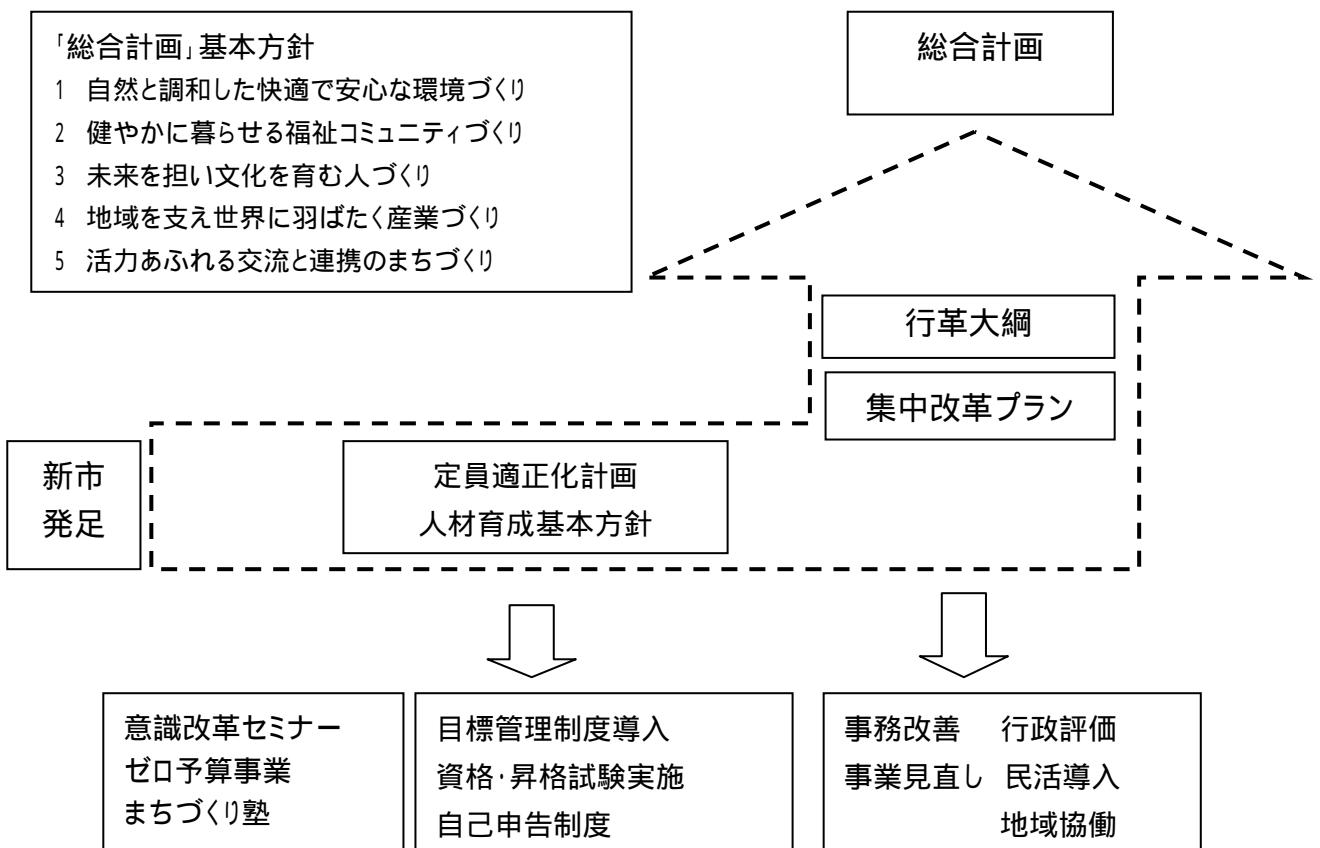 「総合計画」基本方針
1 自然と調和した快適で安心な環境づくり
2 健やかに暮らせる福祉コミュニティづくり
3 未来を担い文化を育む人づくり
4 地域を支え世界に羽ばたく産業づくり
5 活力あふれる交流と連携のまちづくり
総合計画
行革大綱
集中改革プラン
新市
発足
定員適正化計画
人材育成基本方針
意識改革セミナー
ゼロ予算事業
まちづくり塾
目標管理制度導入
資格・昇格試験実施
自己申告制度
事務改善 行政評価
事業見直し 民活導入
地域協働